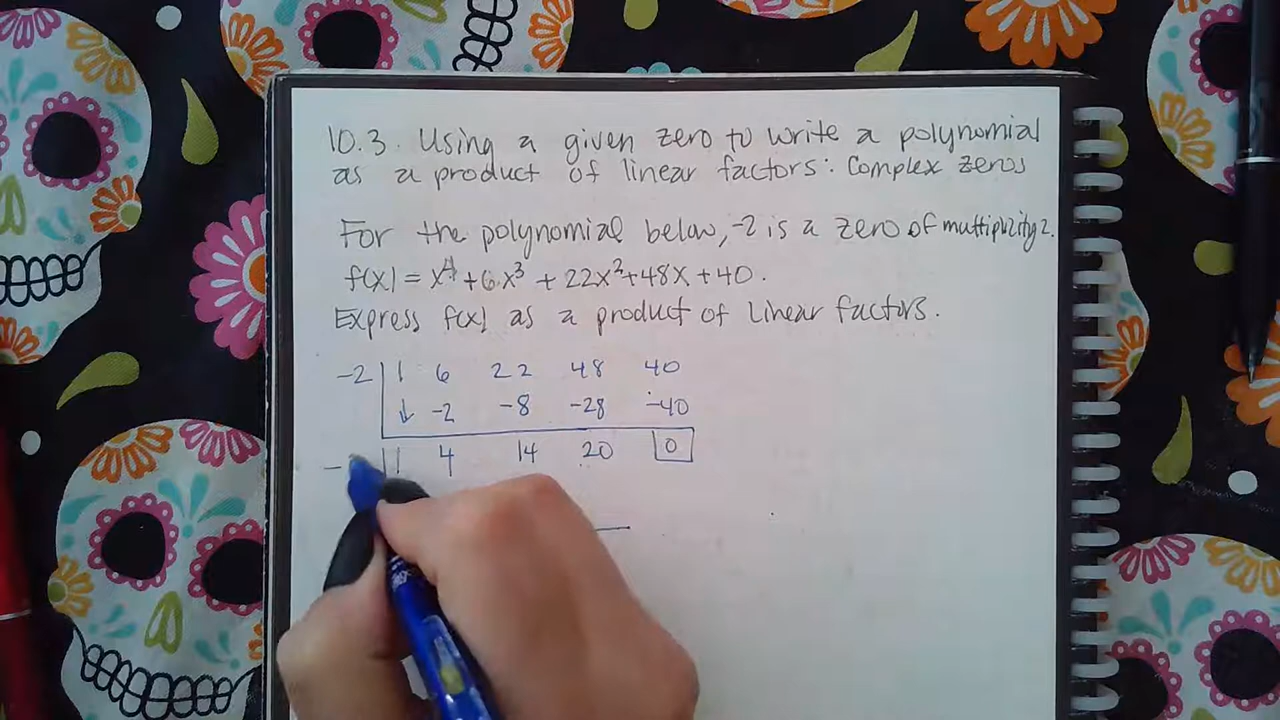 10.3. Using a given zero to write a polynomial
as a product of linear factors: Complex zeros
For the polynomial below, -2 is a zero of multiplizity 2.
f(x) = x⁴ + 6x³ + 22x² + 48x + 40.
Express f(x) as a product of linear factors.
-2 | 1 6 22 48 40
↓ -2 -8 -28 -40
- | 1 4 14 20 0